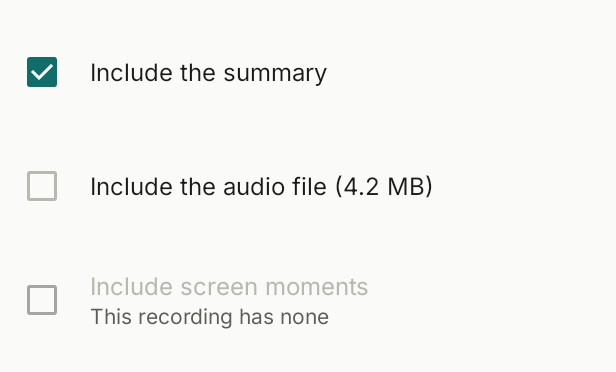 Include the summary
Include the audio file (4.2 MB)
Include screen moments
This recording has none